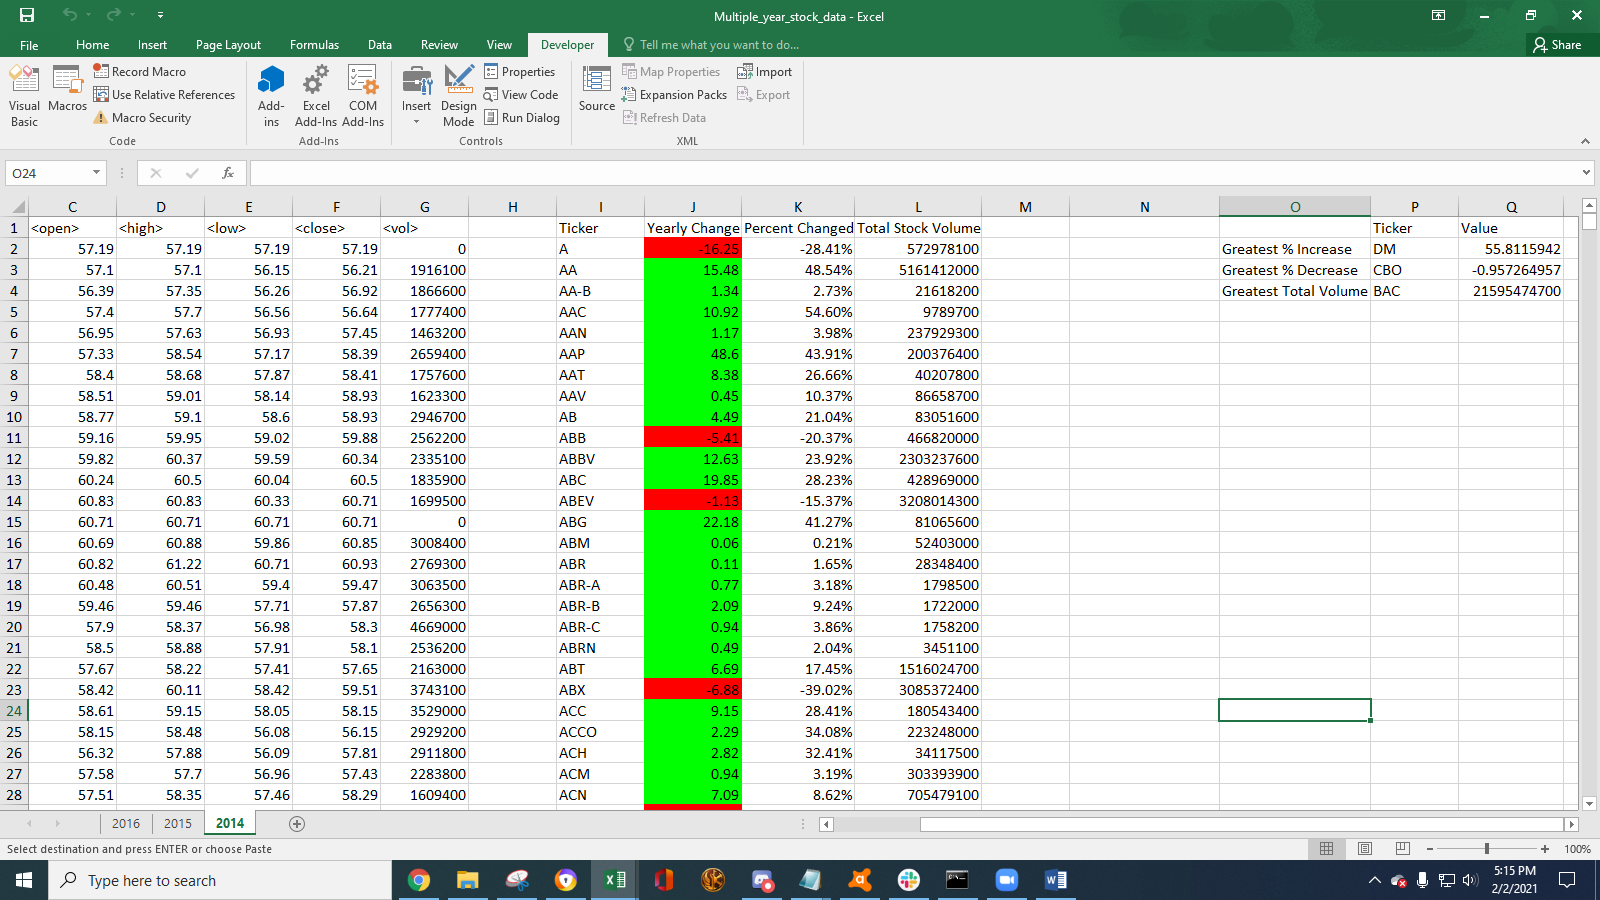 Multiple_year_stock_data - Excel
File Home Insert Page Layout Formulas Data Review View Developer Tell me what you want to do... Share
Visual Basic
Macros
Record Macro
Use Relative References
Macro Security
Code
Add-ins
Excel Add-Ins
COM Add-Ins
Add-Ins
Insert
Design Mode
Properties
View Code
Run Dialog
Controls
Source
Map Properties
Expansion Packs
Refresh Data
Import
Export
XML
O24 fx
C D E F G H I J K L M N O P Q
1 <open> <high> <low> <close> <vol> Ticker Yearly Change Percent Changed Total Stock Volume Ticker Value
2 57.19 57.19 57.19 57.19 0 A -16.25 -28.41% 572978100 Greatest % Increase DM 55.8115942
3 57.1 57.1 56.15 56.21 1916100 AA 15.48 48.54% 5161412000 Greatest % Decrease CBO -0.957264957
4 56.39 57.35 56.26 56.92 1866600 AA-B 1.34 2.73% 21618200 Greatest Total Volume BAC 21595474700
5 57.4 57.7 56.56 56.64 1777400 AAC 10.92 54.60% 9789700
6 56.95 57.63 56.93 57.45 1463200 AAN 1.17 3.98% 237929300
7 57.33 58.54 57.17 58.39 2659400 AAP 48.6 43.91% 200376400
8 58.4 58.68 57.87 58.41 1757600 AAT 8.38 26.66% 40207800
9 58.51 59.01 58.14 58.93 1623300 AAV 0.45 10.37% 86658700
10 58.77 59.1 58.6 58.93 2946700 AB 4.49 21.04% 83051600
11 59.16 59.95 59.02 59.88 2562200 ABB -5.41 -20.37% 466820000
12 59.82 60.37 59.59 60.34 2335100 ABBV 12.63 23.92% 2303237600
13 60.24 60.5 60.04 60.5 1835900 ABC 19.85 28.23% 428969000
14 60.83 60.83 60.33 60.71 1699500 ABEV -1.13 -15.37% 3208014300
15 60.71 60.71 60.71 60.71 0 ABG 22.18 41.27% 81065600
16 60.69 60.88 59.86 60.85 3008400 ABM 0.06 0.21% 52403000
17 60.82 61.22 60.71 60.93 2769300 ABR 0.11 1.65% 28348400
18 60.48 60.51 59.4 59.47 3063500 ABR-A 0.77 3.18% 1798500
19 59.46 59.46 57.71 57.87 2656300 ABR-B 2.09 9.24% 1722000
20 57.9 58.37 56.98 58.3 4669000 ABR-C 0.94 3.86% 1758200
21 58.5 58.88 57.91 58.1 2536200 ABRN 0.49 2.04% 3451100
22 57.67 58.22 57.41 57.65 2163000 ABT 6.69 17.45% 1516024700
23 58.42 60.11 58.42 59.51 3743100 ABX -6.88 -39.02% 3085372400
24 58.61 59.15 58.05 58.15 3529000 ACC 9.15 28.41% 180543400
25 58.15 58.48 56.08 56.15 2929200 ACCO 2.29 34.08% 223248000
26 56.32 57.88 56.09 57.81 2911800 ACH 2.82 32.41% 34117500
27 57.58 57.7 56.96 57.43 2283800 ACM 0.94 3.19% 303393900
28 57.51 58.35 57.46 58.29 1609400 ACN 7.09 8.62% 705479100
2016 2015 2014
Select destination and press ENTER or choose Paste 100%
Type here to search
5:15 PM
2/2/2021